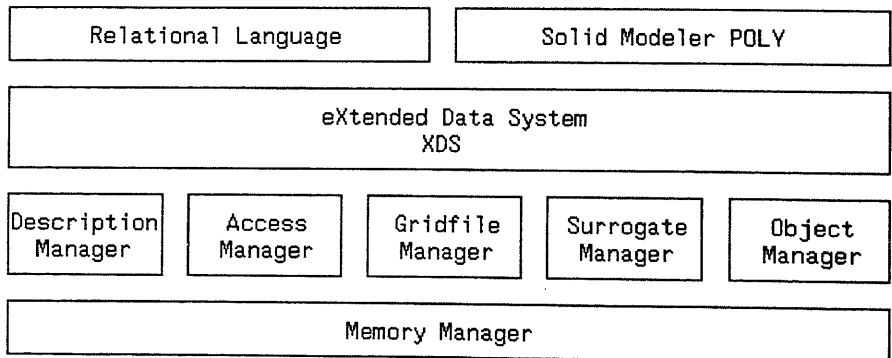 Relational Language
Solid Modeler POLY
eXtended Data System
XDS
Description
Manager
Access
Manager
Gridfile
Manager
Surrogate
Manager
Object
Manager
Memory Manager